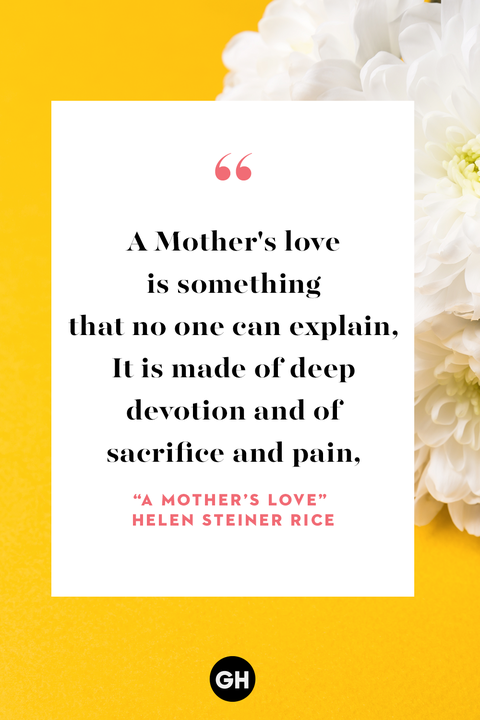 “
A Mother's love
is something
that no one can explain,
It is made of deep
devotion and of
sacrifice and pain,
“A MOTHER’S LOVE”
HELEN STEINER RICE
GH